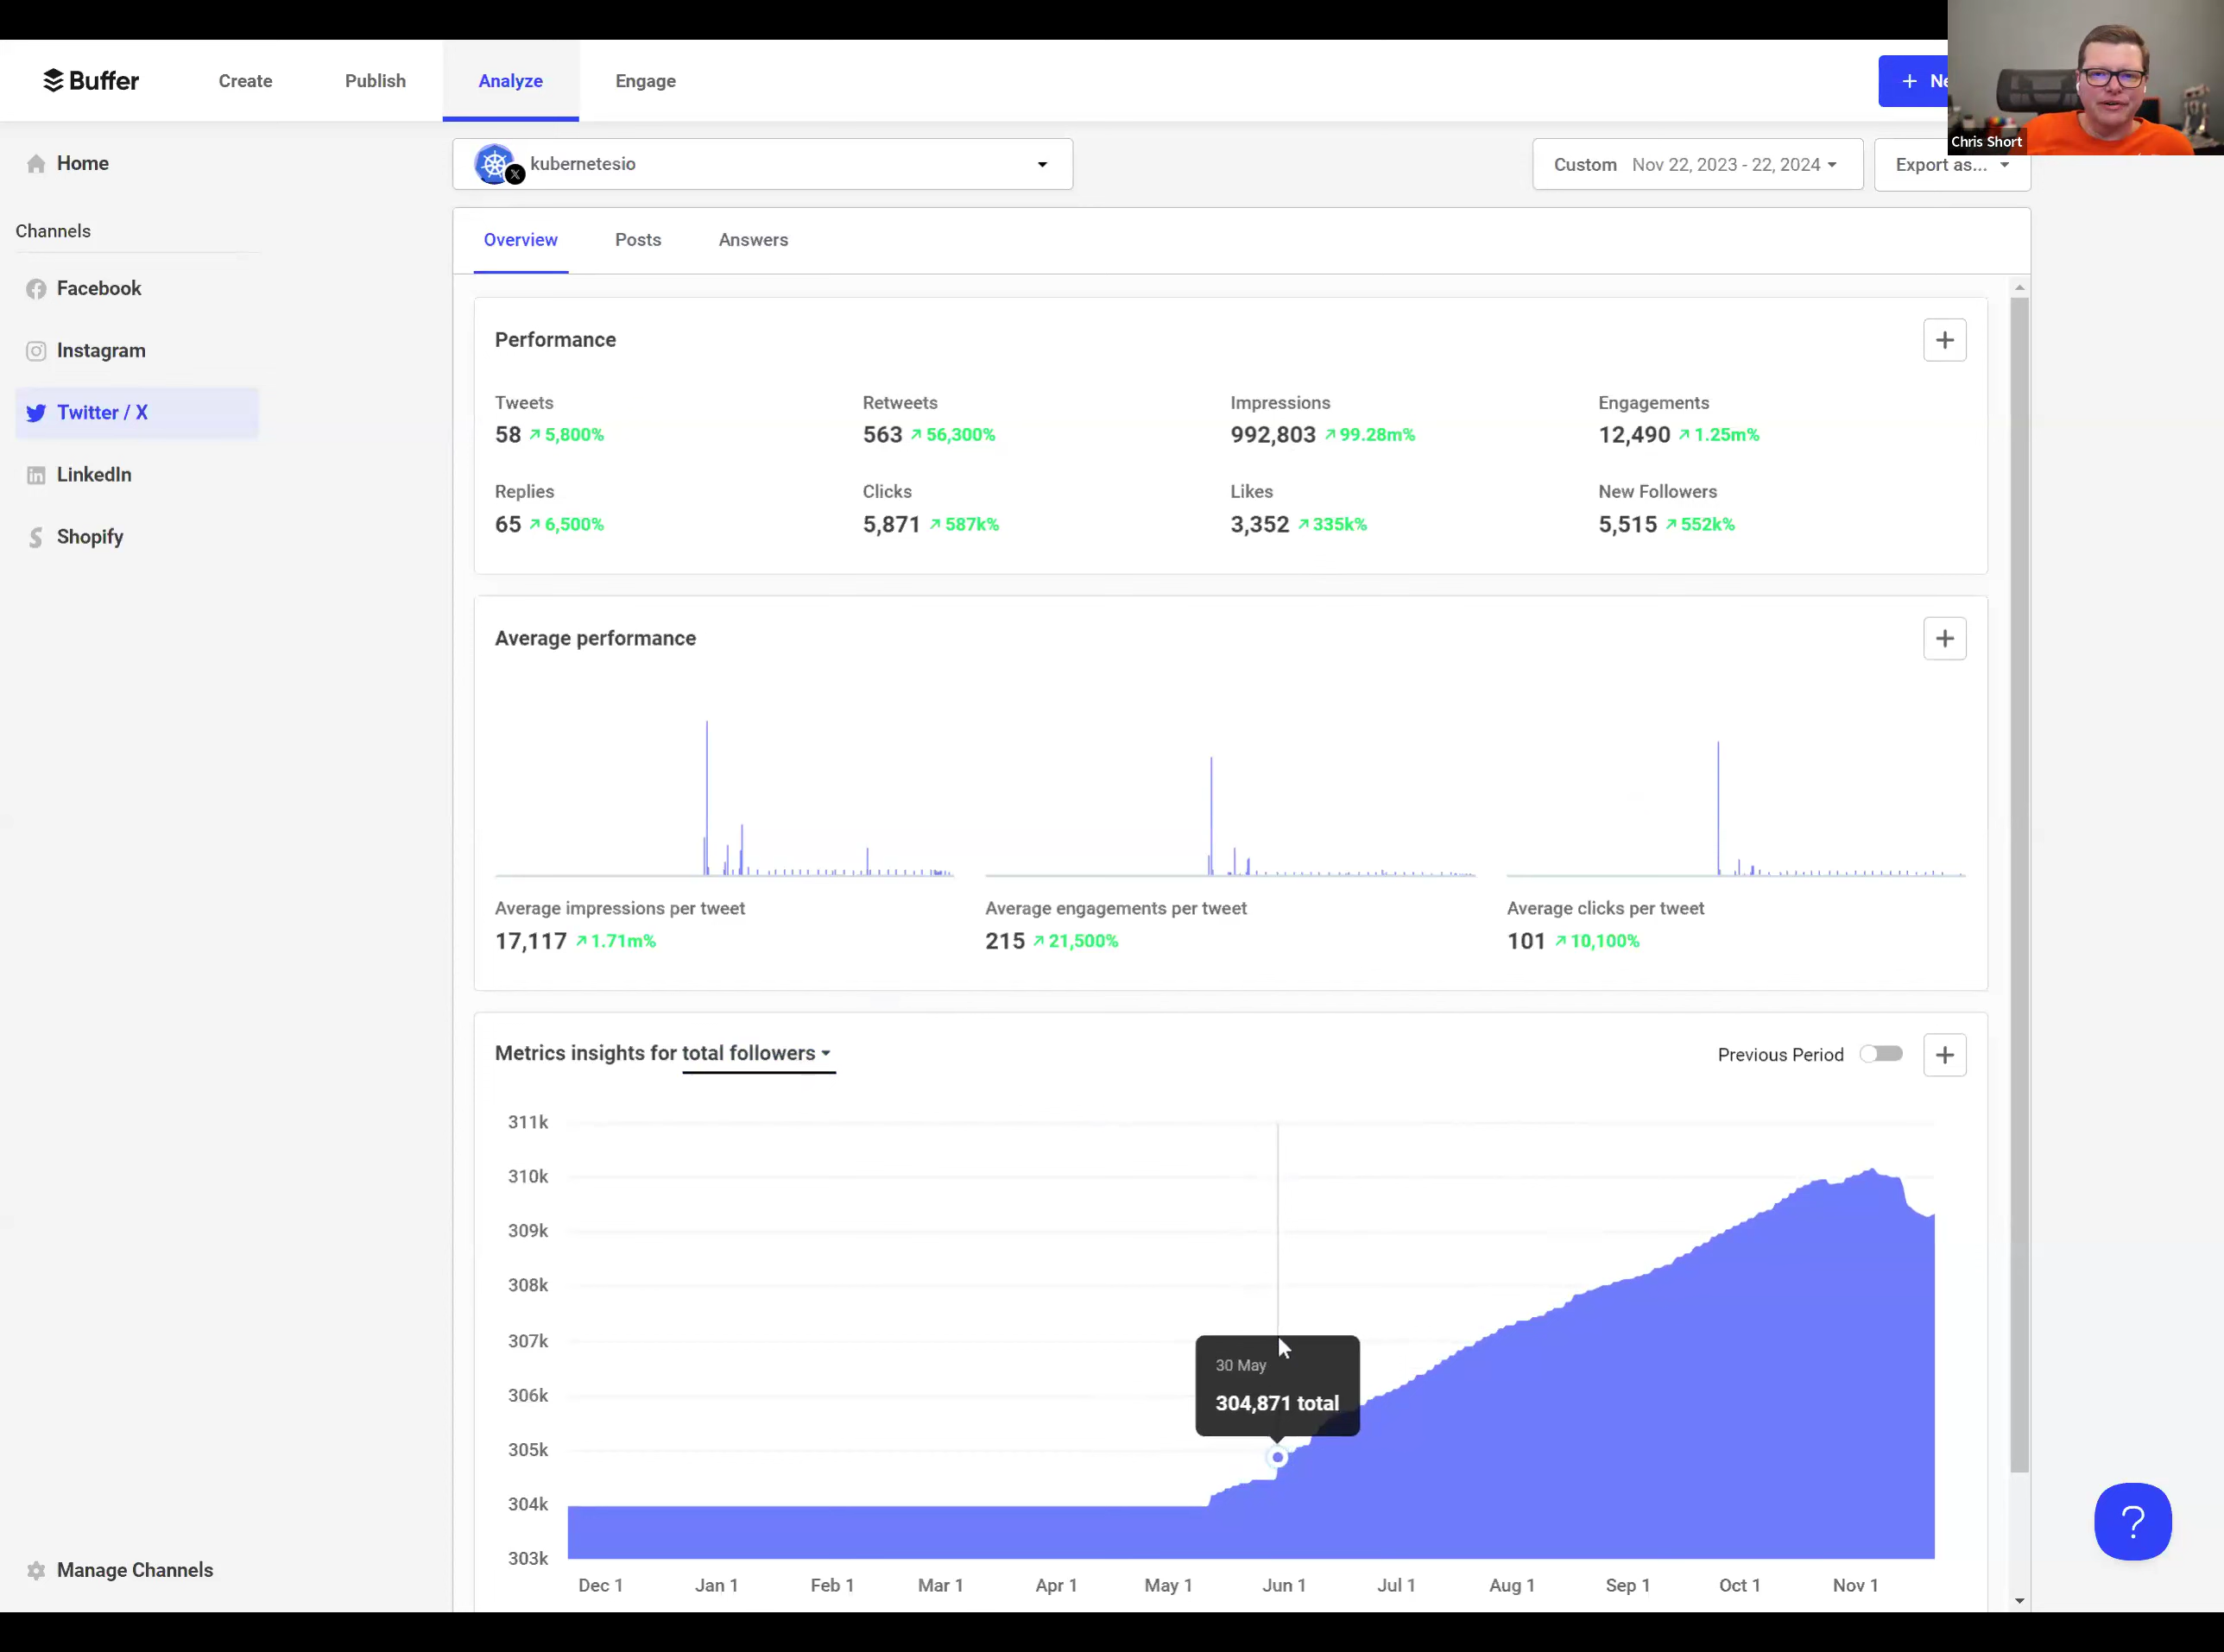 Buffer
Create
Publish
Analyze
Engage
+ Ne
Chris Short
Home
Channels
Facebook
Instagram
Twitter / X
LinkedIn
Shopify
Manage Channels
kubernetesio
Custom Nov 22, 2023 - 22, 2024
Export as...
Overview
Posts
Answers
Performance
Tweets
58 5,800%
Retweets
563 56,300%
Impressions
992,803 99.28m%
Engagements
12,490 1.25m%
Replies
65 6,500%
Clicks
5,871 587k%
Likes
3,352 335k%
New Followers
5,515 552k%
Average performance
Average impressions per tweet
17,117 1.71m%
Average engagements per tweet
215 21,500%
Average clicks per tweet
101 10,100%
Metrics insights for total followers
Previous Period
311k
310k
309k
308k
307k
306k
305k
304k
303k
30 May
304,871 total
Dec 1
Jan 1
Feb 1
Mar 1
Apr 1
May 1
Jun 1
Jul 1
Aug 1
Sep 1
Oct 1
Nov 1
?